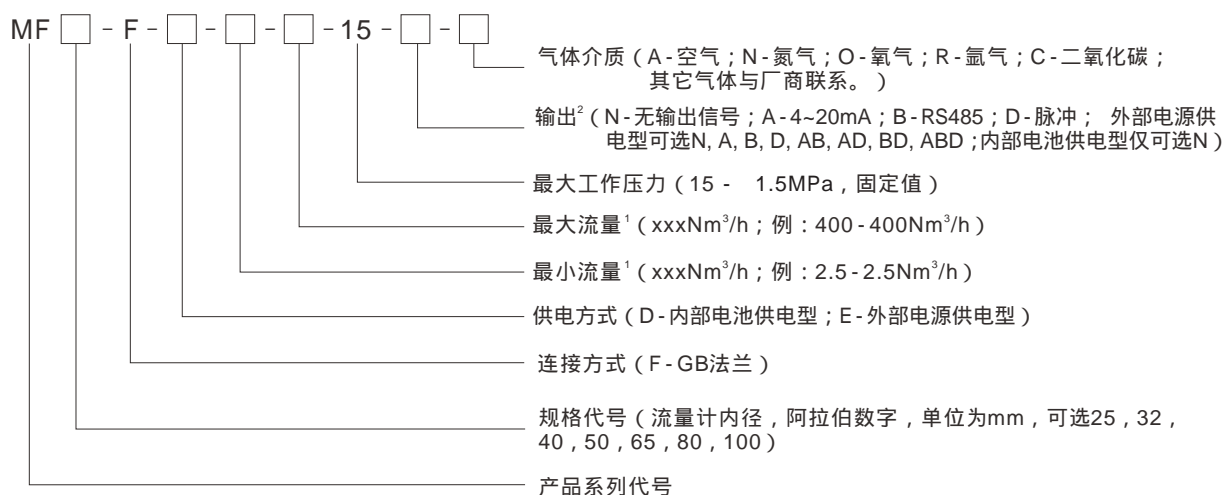 MF □ - F - □ - □ - □ - 15 - □ - □
气体介质（A-空气；N-氮气；O-氧气；R-氩气；C-二氧化碳；
其它气体与厂商联系。）
输出²（N-无输出信号；A-4~20mA；B-RS485；D-脉冲； 外部电源供
电型可选N, A, B, D, AB, AD, BD, ABD；内部电池供电型仅可选N）
最大工作压力（15 - 1.5MPa，固定值）
最大流量¹（xxxNm³/h；例：400-400Nm³/h）
最小流量¹（xxxNm³/h；例：2.5-2.5Nm³/h）
供电方式（D-内部电池供电型；E-外部电源供电型）
连接方式（F-GB法兰）
规格代号（流量计内径，阿拉伯数字，单位为mm，可选25，32，
40，50，65，80，100）
产品系列代号